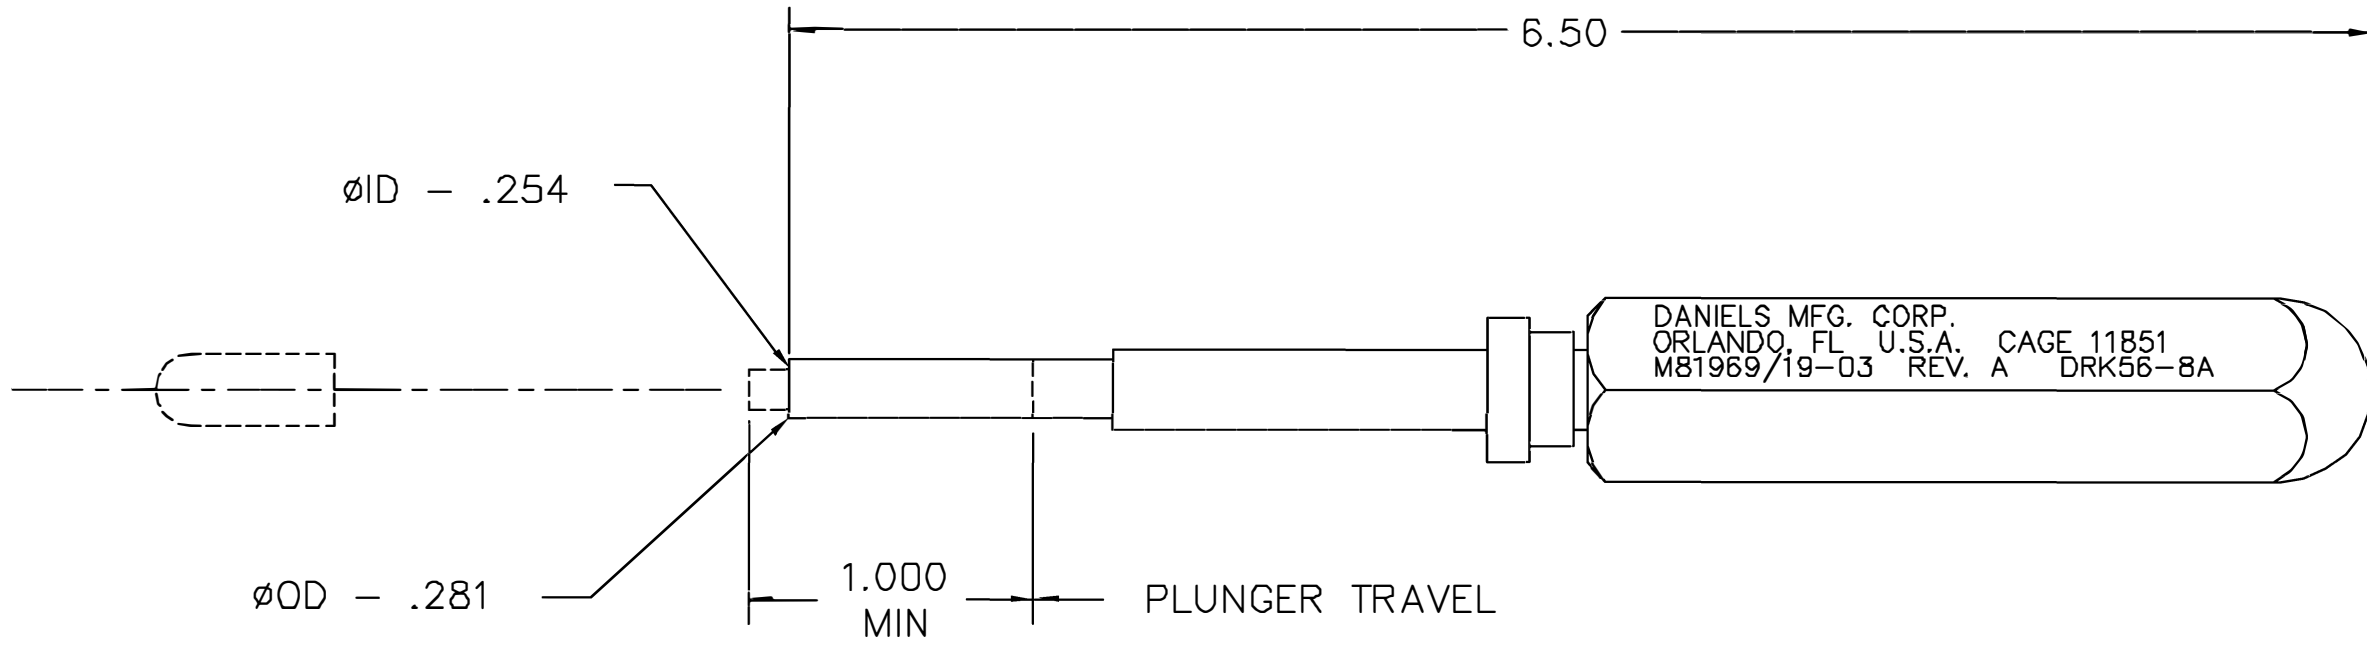 6.50
øID - .254
DANIELS MFG. CORP.
ORLANDO, FL U.S.A. CAGE 11851
M81969/19-03 REV. A DRK56-8A
øOD - .281
1.000
MIN
PLUNGER TRAVEL